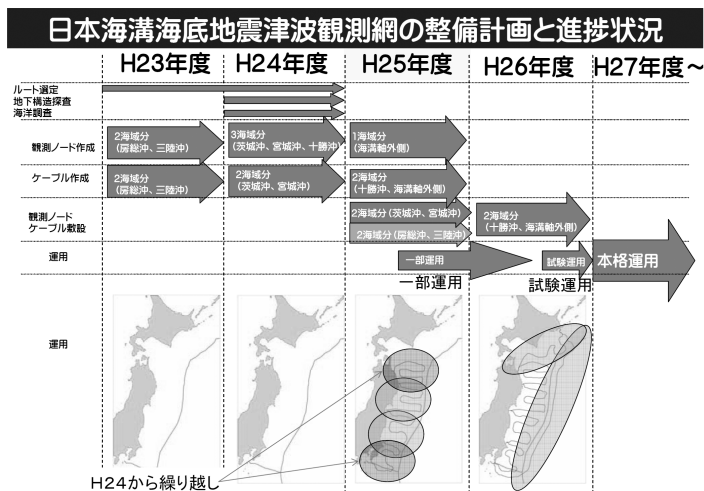 日本海溝海底地震津波観測網の整備計画と進捗状況
H23年度 H24年度 H25年度 H26年度 H27年度~
ルート選定
地下構造探査
海洋調査
観測ノード作成
2海域分
(房総沖、三陸沖)
3海域分
(茨城沖、宮城沖、十勝沖)
1海域分
(海溝軸外側)
ケーブル作成
2海域分
(房総沖、三陸沖)
2海域分
(茨城沖、宮城沖)
2海域分
(十勝沖、海溝軸外側)
観測ノード
ケーブル敷設
2海域分(茨城沖、宮城沖)
2海域分(房総沖、三陸沖)
2海域分
(十勝沖、海溝軸外側)
運用
一部運用
試験運用
本格運用
一部運用
試験運用
運用
H24から繰り越し